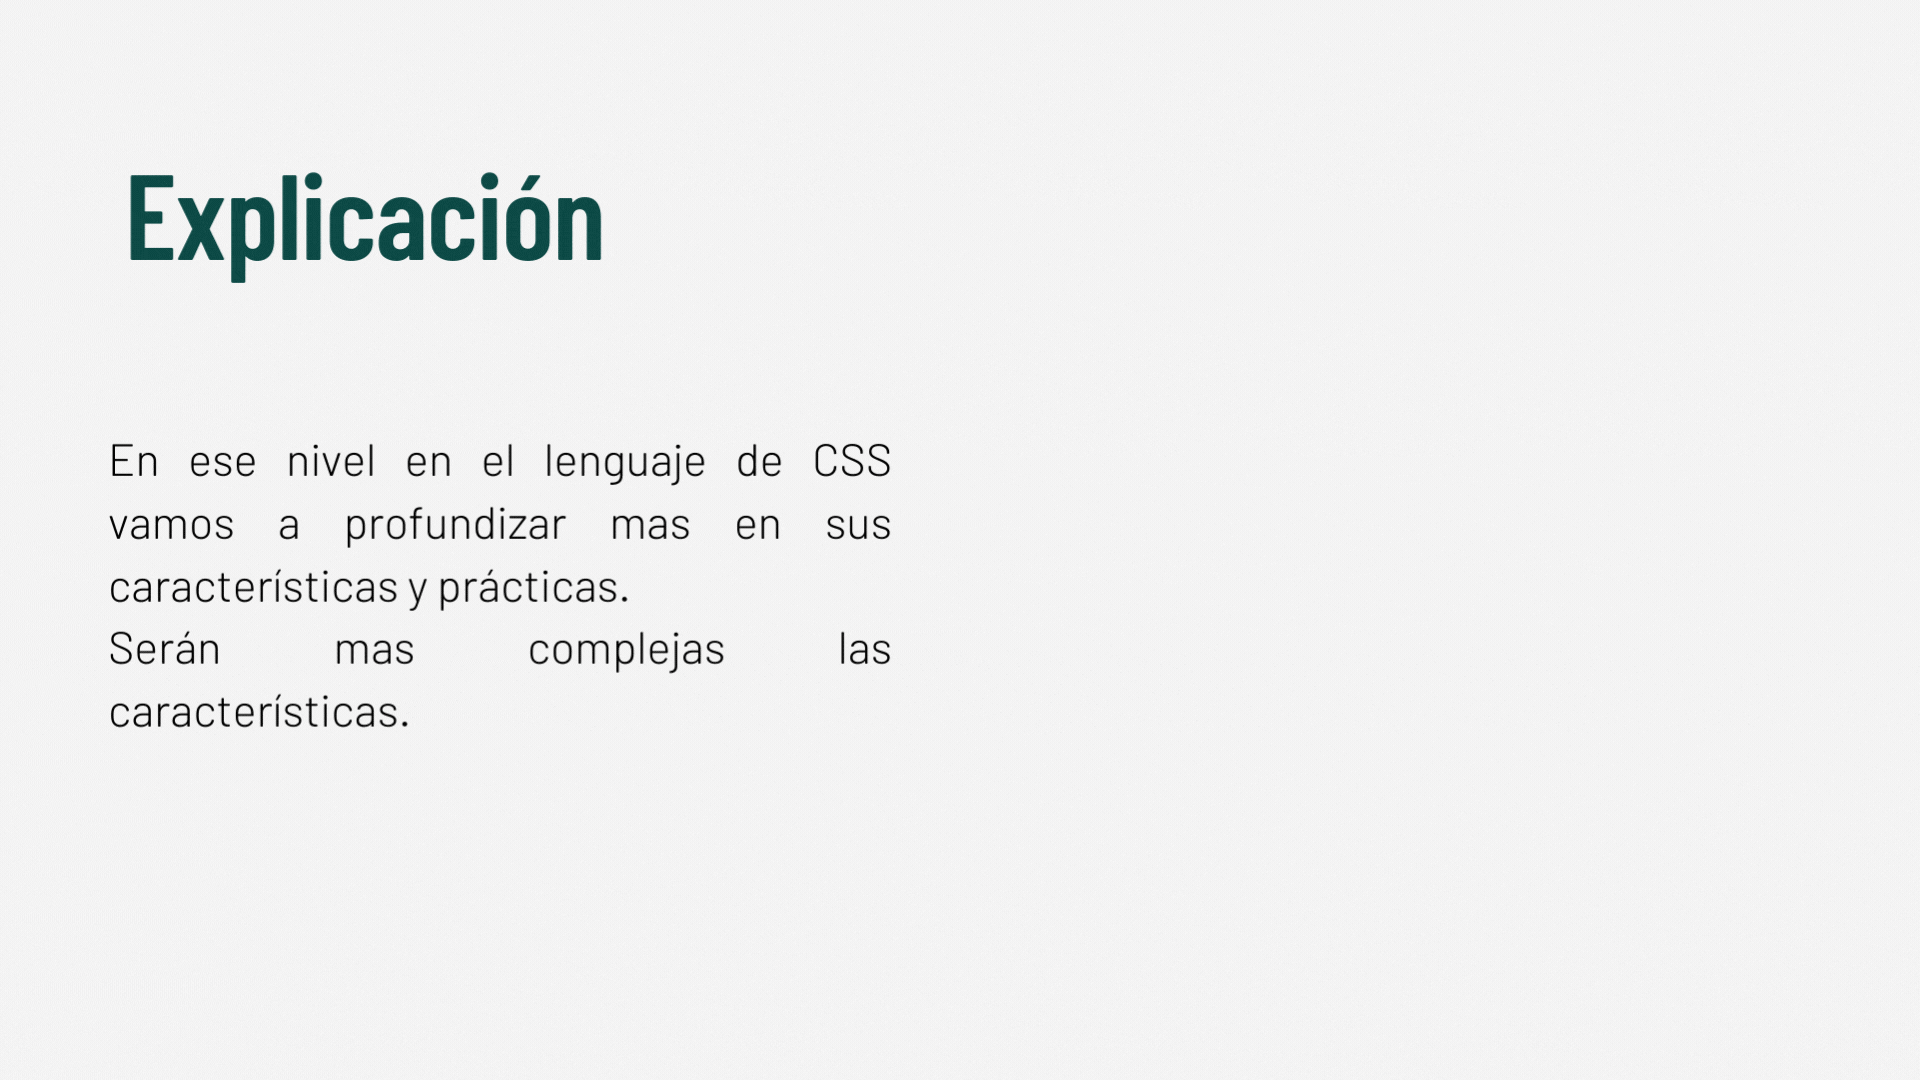 Explicación
En ese nivel en el lenguaje de CSS
vamos a profundizar mas en sus
características y prácticas.
Serán mas complejas las
características.